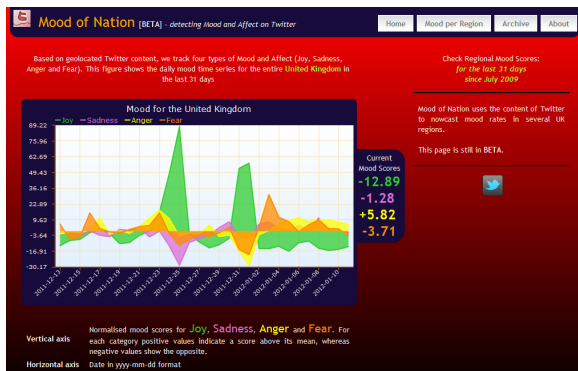 Mood of Nation [BETA] - detecting Mood and Affect on Twitter
Home
Mood per Region
Archive
About
Based on geolocated Twitter content, we track four types of Mood and Affect (Joy, Sadness,
Anger and Fear). This figure shows the daily mood time series for the entire United Kingdom in
the last 31 days
Check Regional Mood Scores:
for the last 31 days
since July 2009
Mood of Nation uses the content of Twitter
to nowcast mood rates in several UK
regions.
This page is still in BETA.
Mood for the United Kingdom
Joy Sadness Anger Fear
89.22
75.96
62.69
49.43
36.16
22.89
9.63
-3.64
-16.91
-30.17
2011-12-13
2011-12-15
2011-12-17
2011-12-19
2011-12-21
2011-12-23
2011-12-25
2011-12-27
2011-12-29
2011-12-31
2012-01-02
2012-01-04
2012-01-06
2012-01-08
2012-01-10
Current
Mood Scores
-12.89
-1.28
+5.82
-3.71
Vertical axis
Normalised mood scores for Joy, Sadness, Anger and Fear. For
each category positive values indicate a score above its mean, whereas
negative values show the opposite.
Horizontal axis
Date in yyyy-mm-dd format